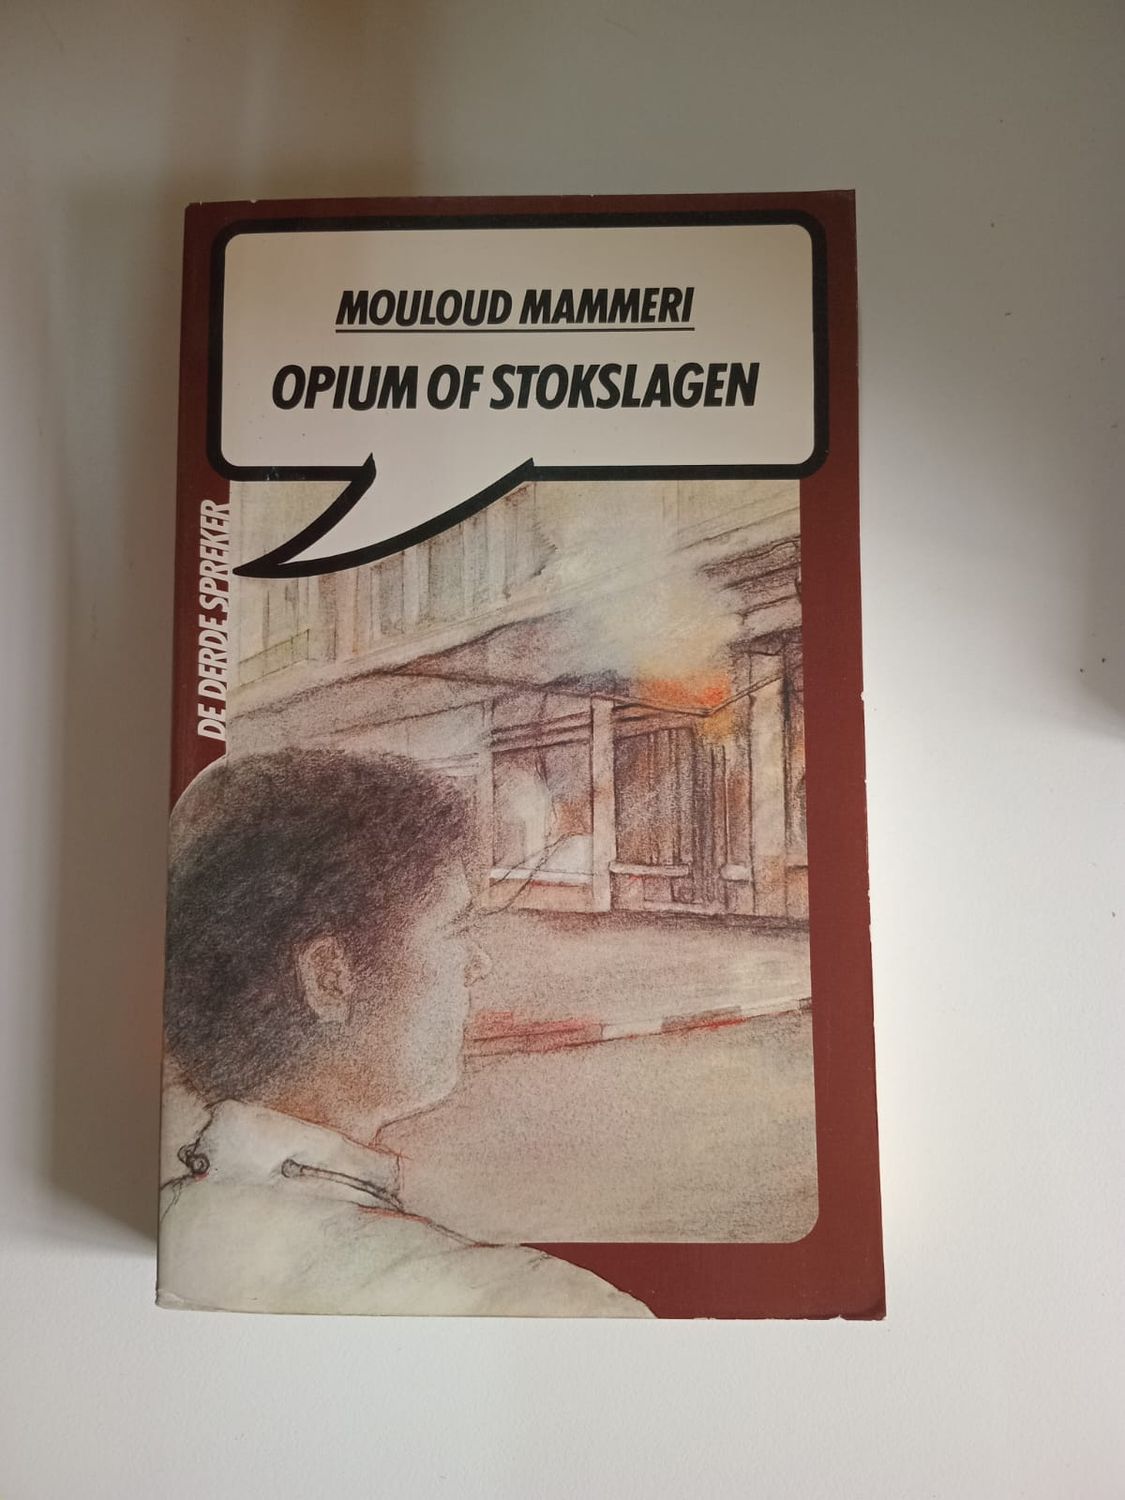 MOULOUD MAMMERI
OPIUM OF STOKSLAGEN
DE DERDE SPREKER